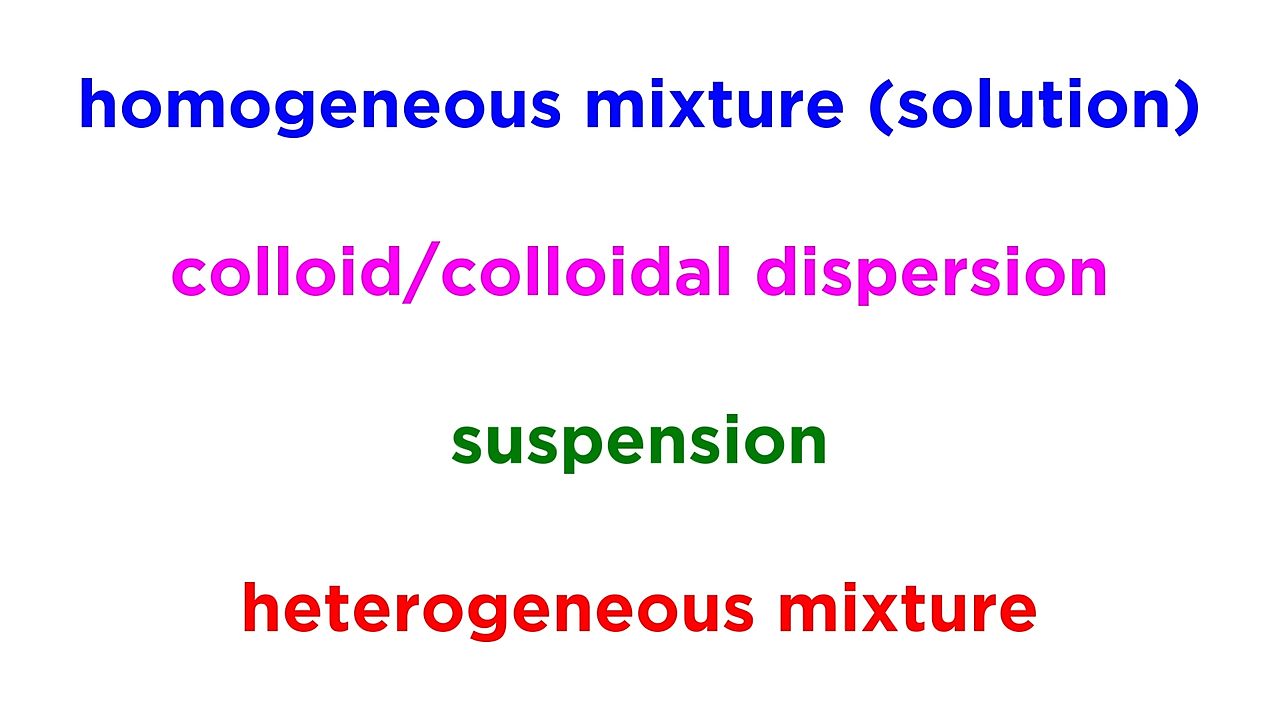 homogeneous mixture (solution)
colloid/colloidal dispersion
suspension
heterogeneous mixture